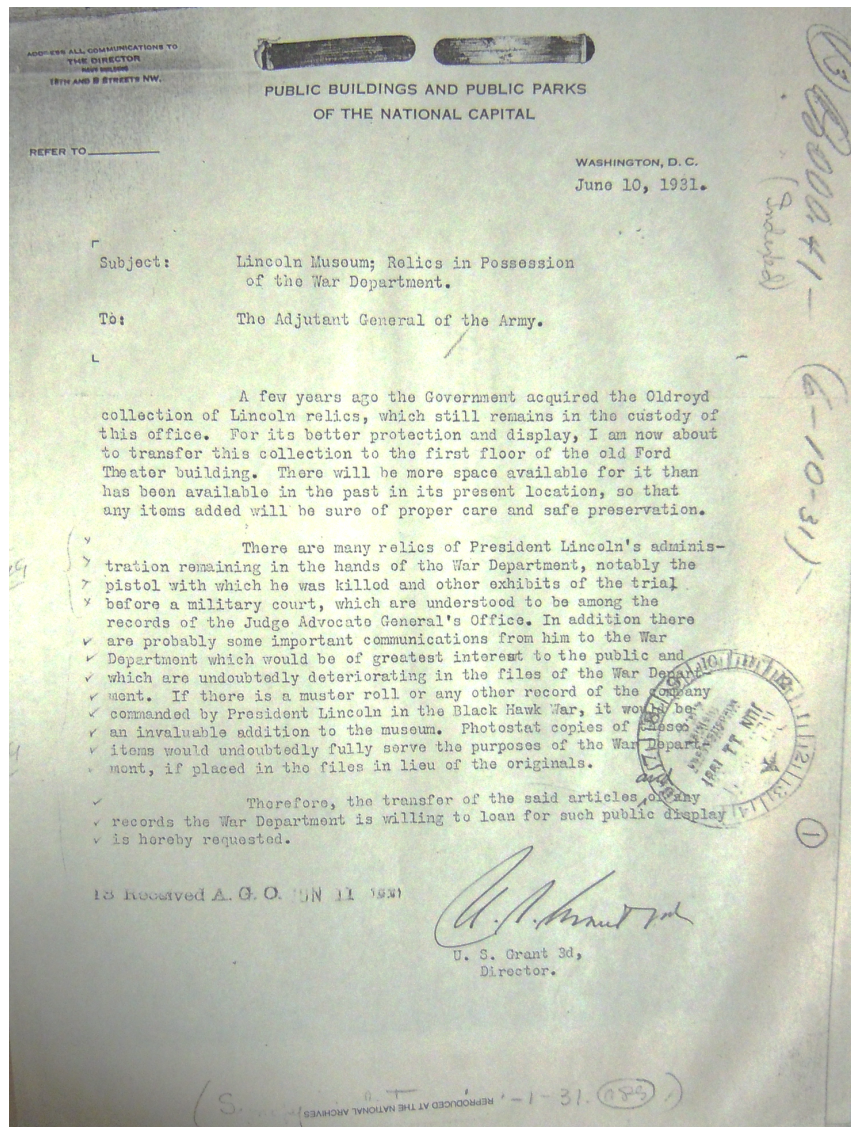 ADDRESS ALL COMMUNICATIONS TO
THE DIRECTOR
NAVY BUILDING
18TH AND B STREETS NW.
PUBLIC BUILDINGS AND PUBLIC PARKS
OF THE NATIONAL CAPITAL
REFER TO
WASHINGTON, D. C.
June 10, 1931.
Subject: Lincoln Museum; Relics in Possession
of the War Department.
To: The Adjutant General of the Army.
A few years ago the Government acquired the Oldroyd
collection of Lincoln relics, which still remains in the custody of
this office. For its better protection and display, I am now about
to transfer this collection to the first floor of the old Ford
Theater building. There will be more space available for it than
has been available in the past in its present location, so that
any items added will be sure of proper care and safe preservation.
There are many relics of President Lincoln's adminis-
tration remaining in the hands of the War Department, notably the
pistol with which he was killed and other exhibits of the trial
before a military court, which are understood to be among the
records of the Judge Advocate General's Office. In addition there
are probably some important communications from him to the War
Department which would be of greatest interest to the public and
which are undoubtedly deteriorating in the files of the War Depart-
ment. If there is a muster roll or any other record of the company
commanded by President Lincoln in the Black Hawk War, it would be
an invaluable addition to the museum. Photostat copies of these
items would undoubtedly fully serve the purposes of the War Depart-
ment, if placed in the files in lieu of the originals.
and
Therefore, the transfer of the said articles, of any
records the War Department is willing to loan for such public display
is hereby requested.
18 Received A. G. O. JUN 11 1931
U. S. Grant 3d
U. S. Grant 3d,
Director.
000.41-
(6-10-31)
1
-1-31.
REPRODUCED AT THE NATIONAL ARCHIVES